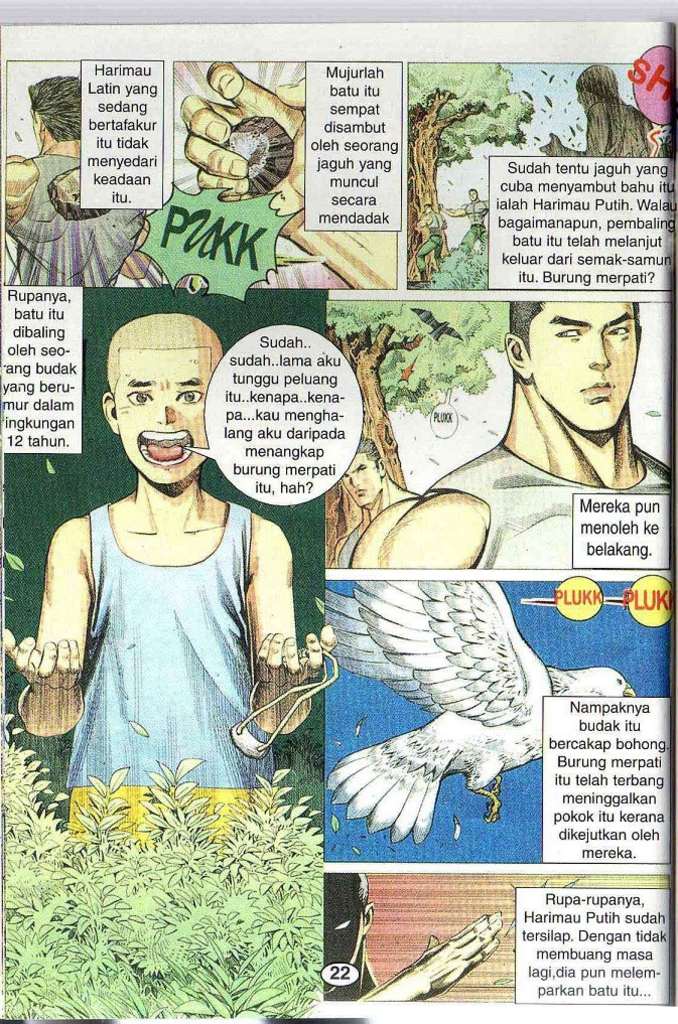 Harimau
Latin yang
sedang
bertafakur
itu tidak
menyedari
keadaan
itu.
Mujurlah
batu itu
sempat
disambut
oleh seorang
jaguh yang
muncul
secara
mendadak
SH
Sudah tentu jaguh yang
cuba menyambut bahu itu
ialah Harimau Putih. Walau
bagaimanapun, pembaling
batu itu telah melanjut
keluar dari semak-samun
itu. Burung merpati?
PUKK
Rupanya,
batu itu
dibaling
oleh seo-
rang budak
yang beru-
mur dalam
ingkungan
12 tahun.
Sudah..
sudah..lama aku
tunggu peluang
itu..kenapa..kena-
pa...kau mengha-
lang aku daripada
menangkap
burung merpati
itu, hah?
PLUKK
Mereka pun
menoleh ke
belakang.
PLUKK
PLUKK
Nampaknya
budak itu
bercakap bohong.
Burung merpati
itu telah terbang
meninggalkan
pokok itu kerana
dikejutkan oleh
mereka.
Rupa-rupanya,
Harimau Putih sudah
tersilap. Dengan tidak
membuang masa
lagi,dia pun melem-
parkan batu itu...
22